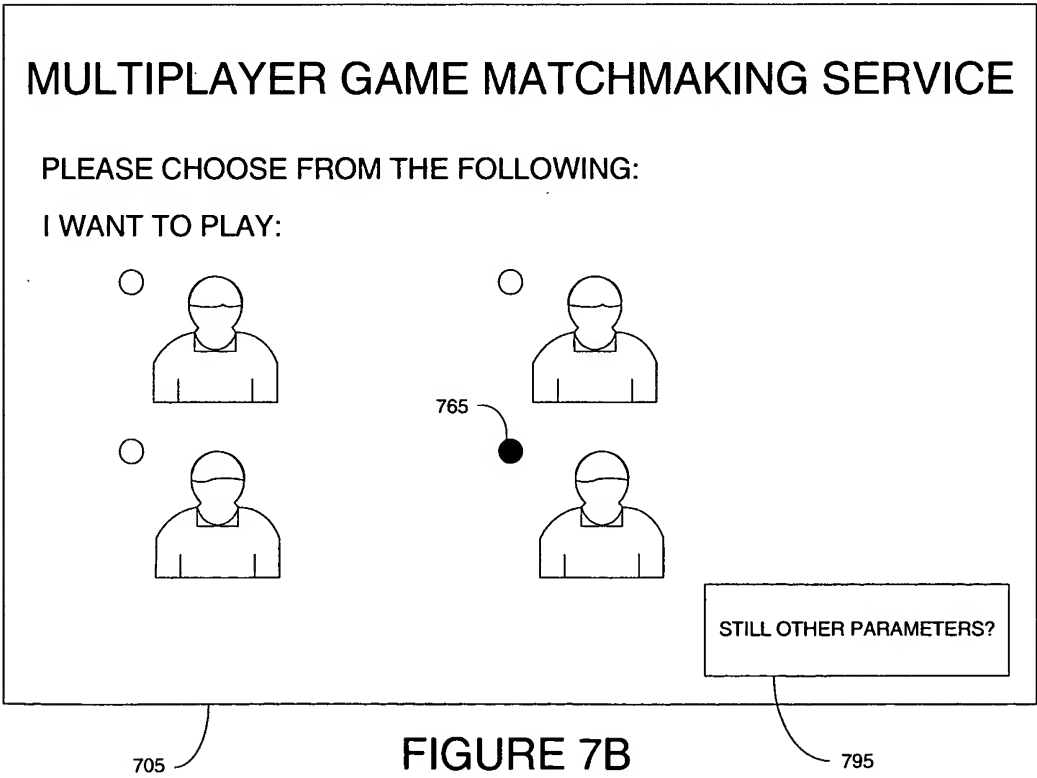 MULTIPLAYER GAME MATCHMAKING SERVICE
PLEASE CHOOSE FROM THE FOLLOWING:
I WANT TO PLAY:
765
STILL OTHER PARAMETERS?
705
FIGURE 7B
795